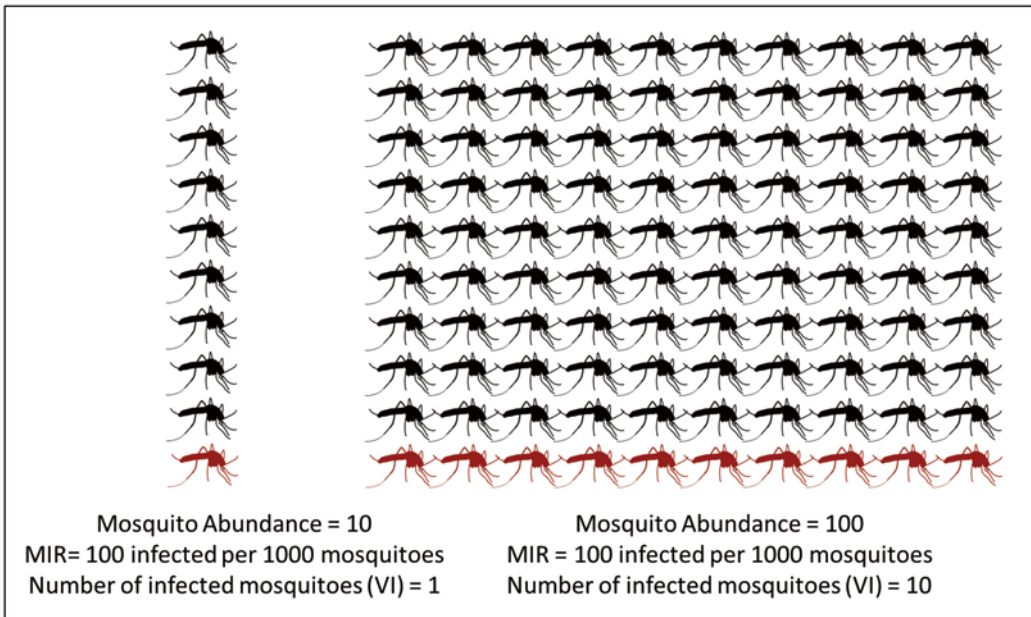 Mosquito Abundance = 10
MIR= 100 infected per 1000 mosquitoes
Number of infected mosquitoes (VI) = 1
Mosquito Abundance = 100
MIR = 100 infected per 1000 mosquitoes
Number of infected mosquitoes (VI) = 10